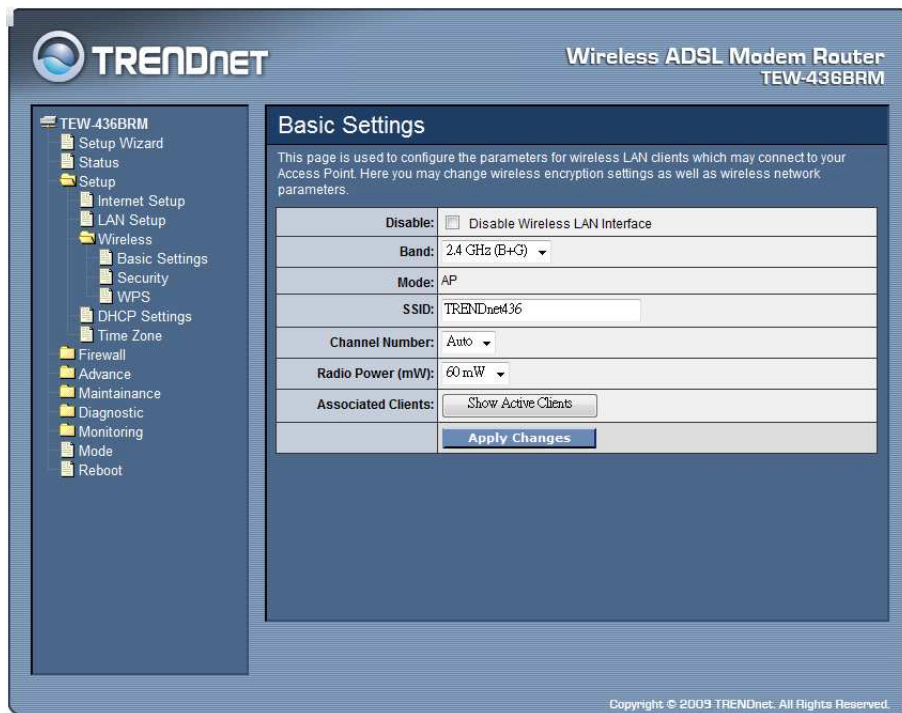 TRENDNET
Wireless ADSL Modem Router
TEW-436BRM
TEW-436BRM
Setup Wizard
Status
Setup
Internet Setup
LAN Setup
Wireless
Basic Settings
Security
WPS
DHCP Settings
Time Zone
Firewall
Advance
Maintainance
Diagnostic
Monitoring
Mode
Reboot
Basic Settings
This page is used to configure the parameters for wireless LAN clients which may connect to your
Access Point. Here you may change wireless encryption settings as well as wireless network
parameters.
Disable: Disable Wireless LAN Interface
Band: 2.4 GHz (B+G)
Mode: AP
SSID: TRENDnet436
Channel Number: Auto
Radio Power (mW): 60 mW
Associated Clients: Show Active Clients
Apply Changes
Copyright © 2009 TRENDnet. All Rights Reserved.